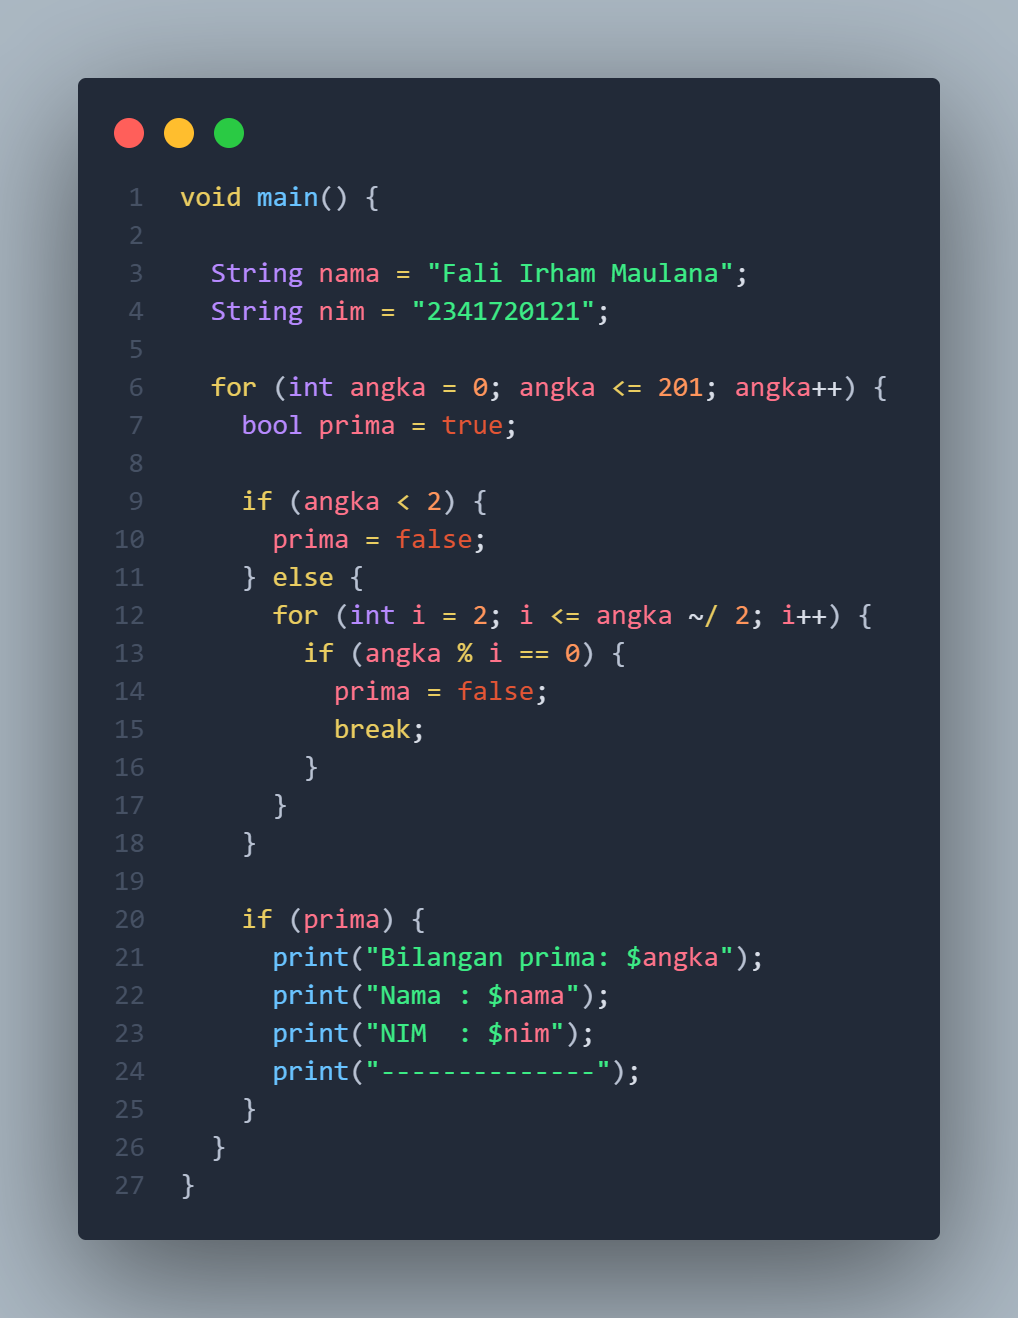 1 void main() {
2
3   String nama = "Fali Irham Maulana";
4   String nim = "2341720121";
5
6   for (int angka = 0; angka <= 201; angka++) {
7     bool prima = true;
8
9     if (angka < 2) {
10       prima = false;
11     } else {
12       for (int i = 2; i <= angka ~/ 2; i++) {
13         if (angka % i == 0) {
14           prima = false;
15           break;
16         }
17       }
18     }
19
20     if (prima) {
21       print("Bilangan prima: $angka");
22       print("Nama : $nama");
23       print("NIM  : $nim");
24       print("--------------");
25     }
26   }
27 }